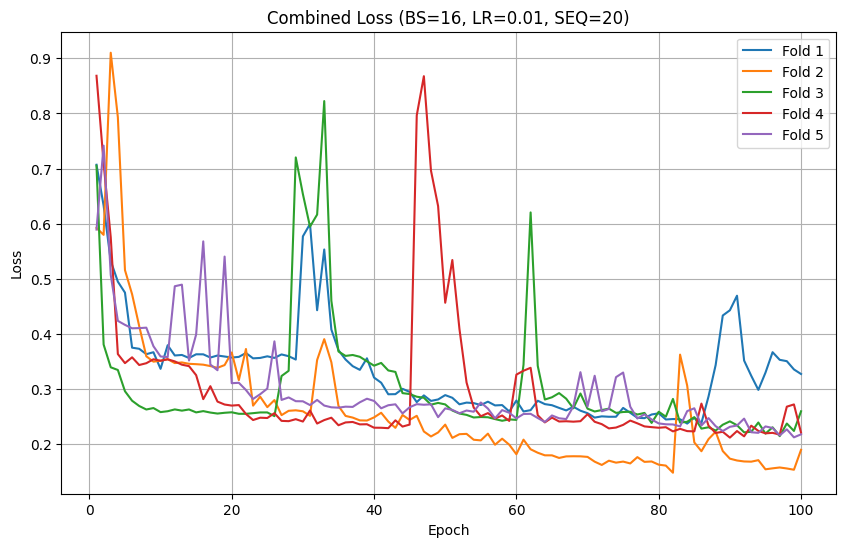 Combined Loss (BS=16, LR=0.01, SEQ=20)
Fold 1
Fold 2
Fold 3
Fold 4
Fold 5
Loss
0.9
0.8
0.7
0.6
0.5
0.4
0.3
0.2
0 20 40 60 80 100
Epoch